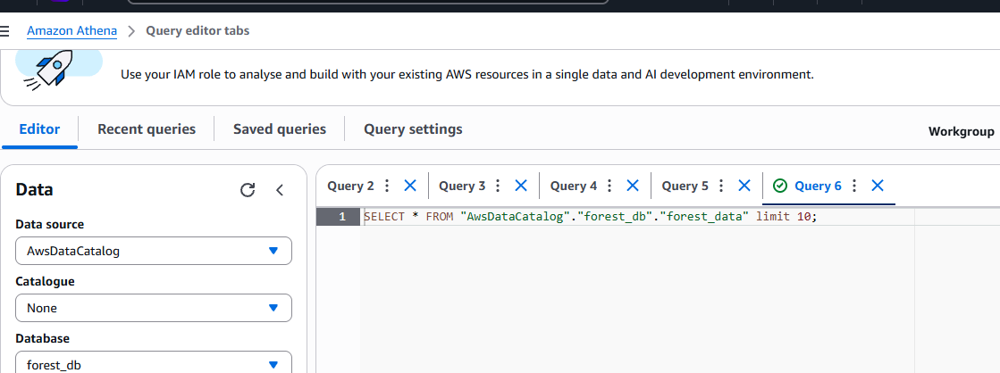 Amazon Athena > Query editor tabs
Use your IAM role to analyse and build with your existing AWS resources in a single data and AI development environment.
Editor Recent queries Saved queries Query settings Workgroup
Data
Data source
AwsDataCatalog
Catalogue
None
Database
forest_db
Query 2 Query 3 Query 4 Query 5 Query 6
1 SELECT * FROM "AwsDataCatalog"."forest_db"."forest_data" limit 10;